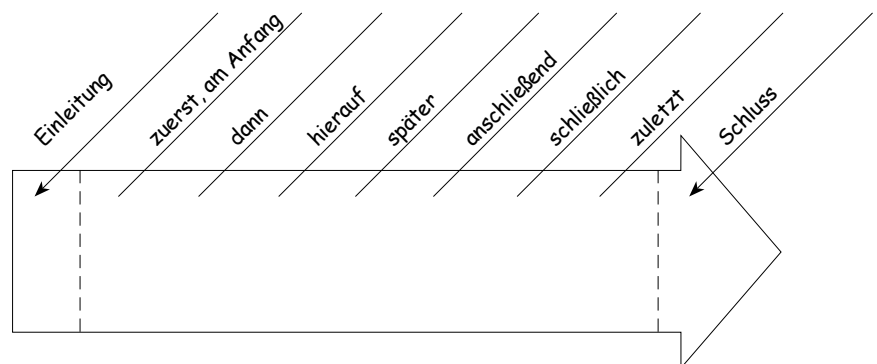 Einleitung
zuerst, am Anfang
dann
hierauf
später
anschließend
schließlich
zuletzt
Schluss